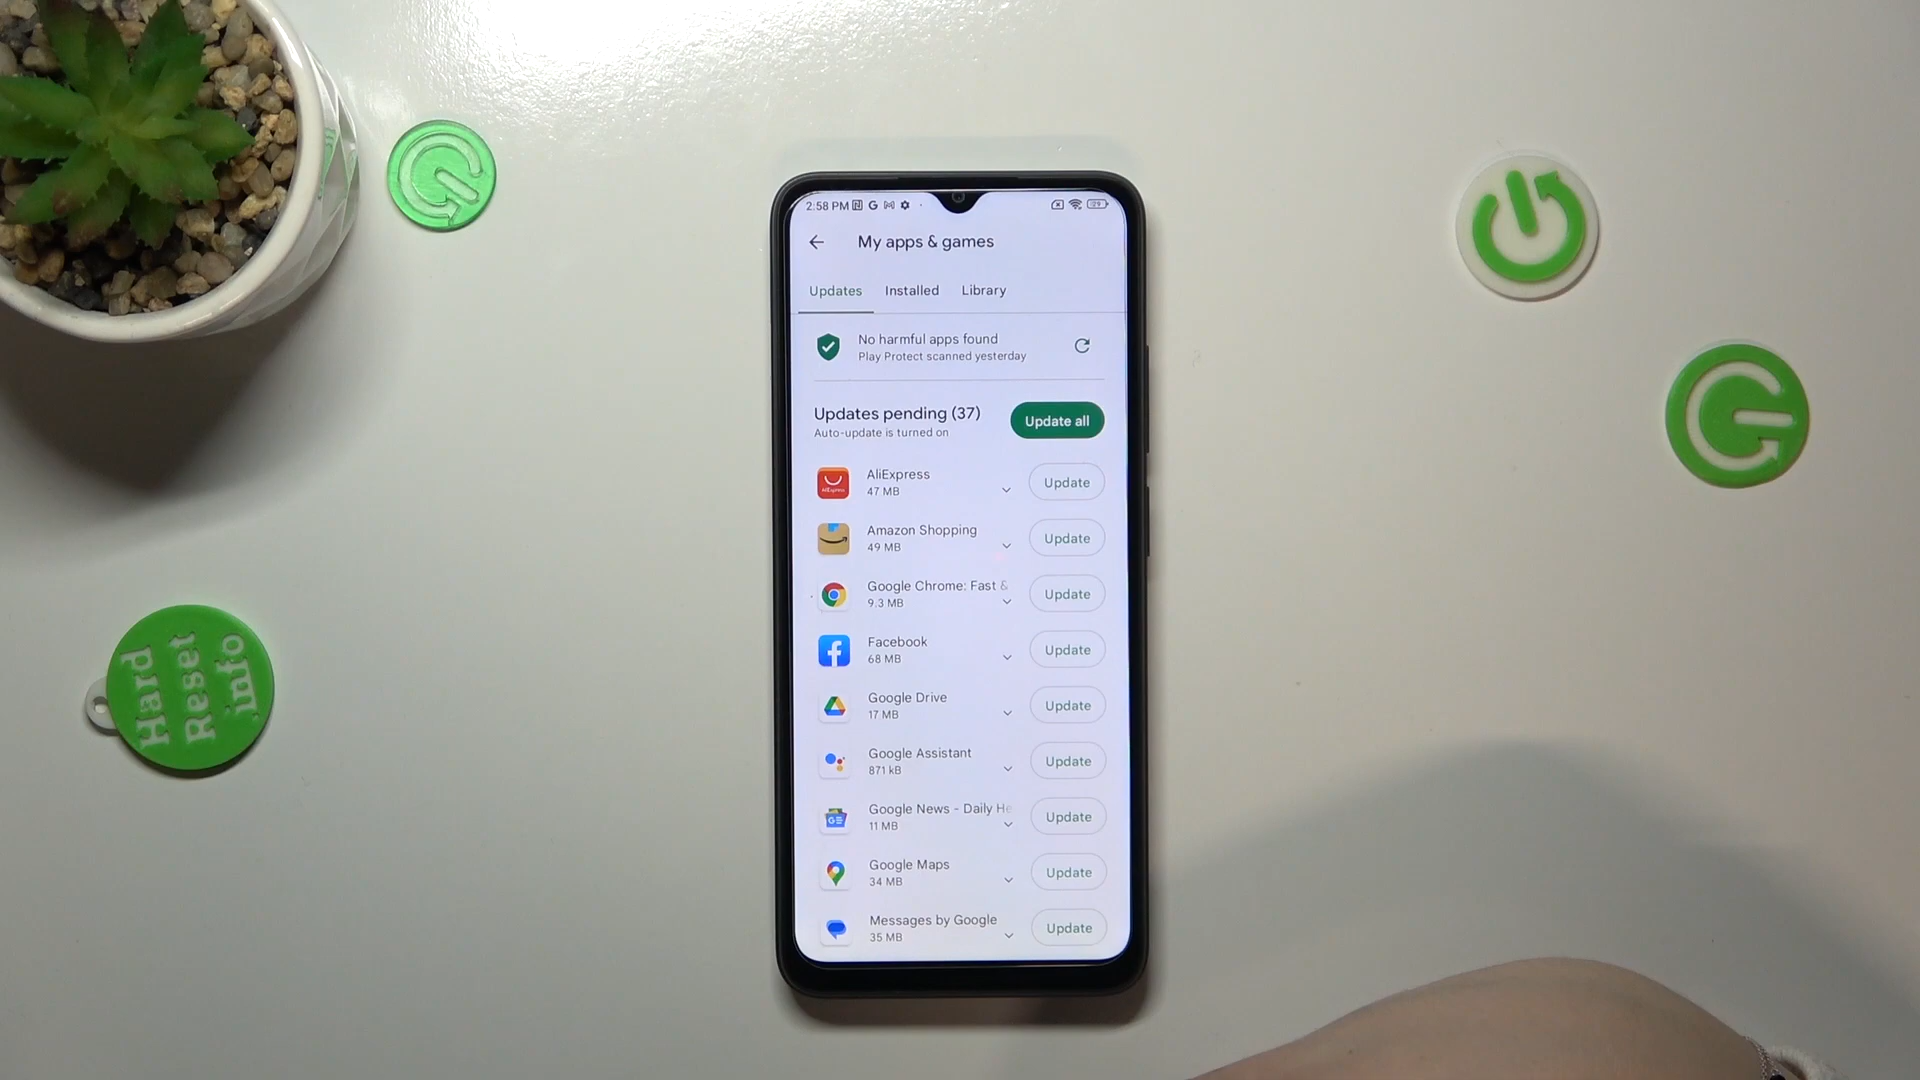 2:58 PM
29
My apps & games
Updates Installed Library
No harmful apps found
Play Protect scanned yesterday
Updates pending (37)
Auto-update is turned on
Update all
AliExpress
47 MB
Update
Amazon Shopping
49 MB
Update
Google Chrome: Fast &
9.3 MB
Update
Facebook
68 MB
Update
Google Drive
17 MB
Update
Google Assistant
871 kB
Update
Google News - Daily He
11 MB
Update
Google Maps
34 MB
Update
Messages by Google
35 MB
Update
Hard
Reset
.info